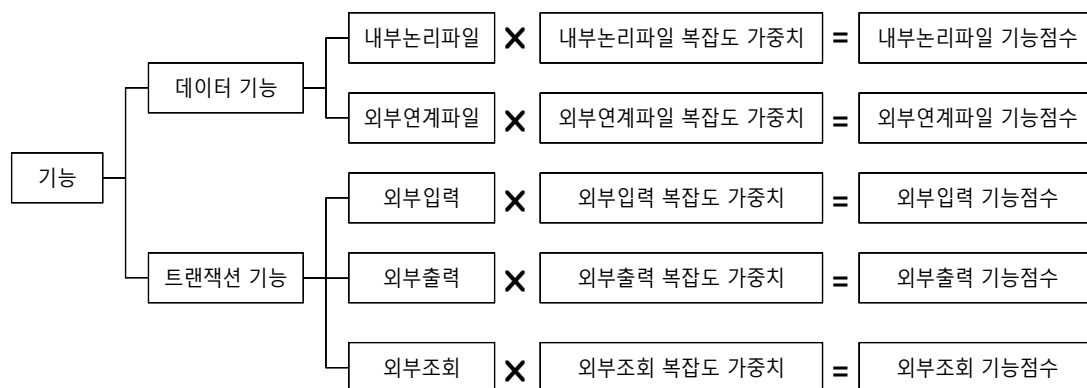 내부논리파일 × 내부논리파일 복잡도 가중치 = 내부논리파일 기능점수
데이터 기능
외부연계파일 × 외부연계파일 복잡도 가중치 = 외부연계파일 기능점수
기능
외부입력 × 외부입력 복잡도 가중치 = 외부입력 기능점수
트랜잭션 기능 외부출력 × 외부출력 복잡도 가중치 = 외부출력 기능점수
외부조회 × 외부조회 복잡도 가중치 = 외부조회 기능점수